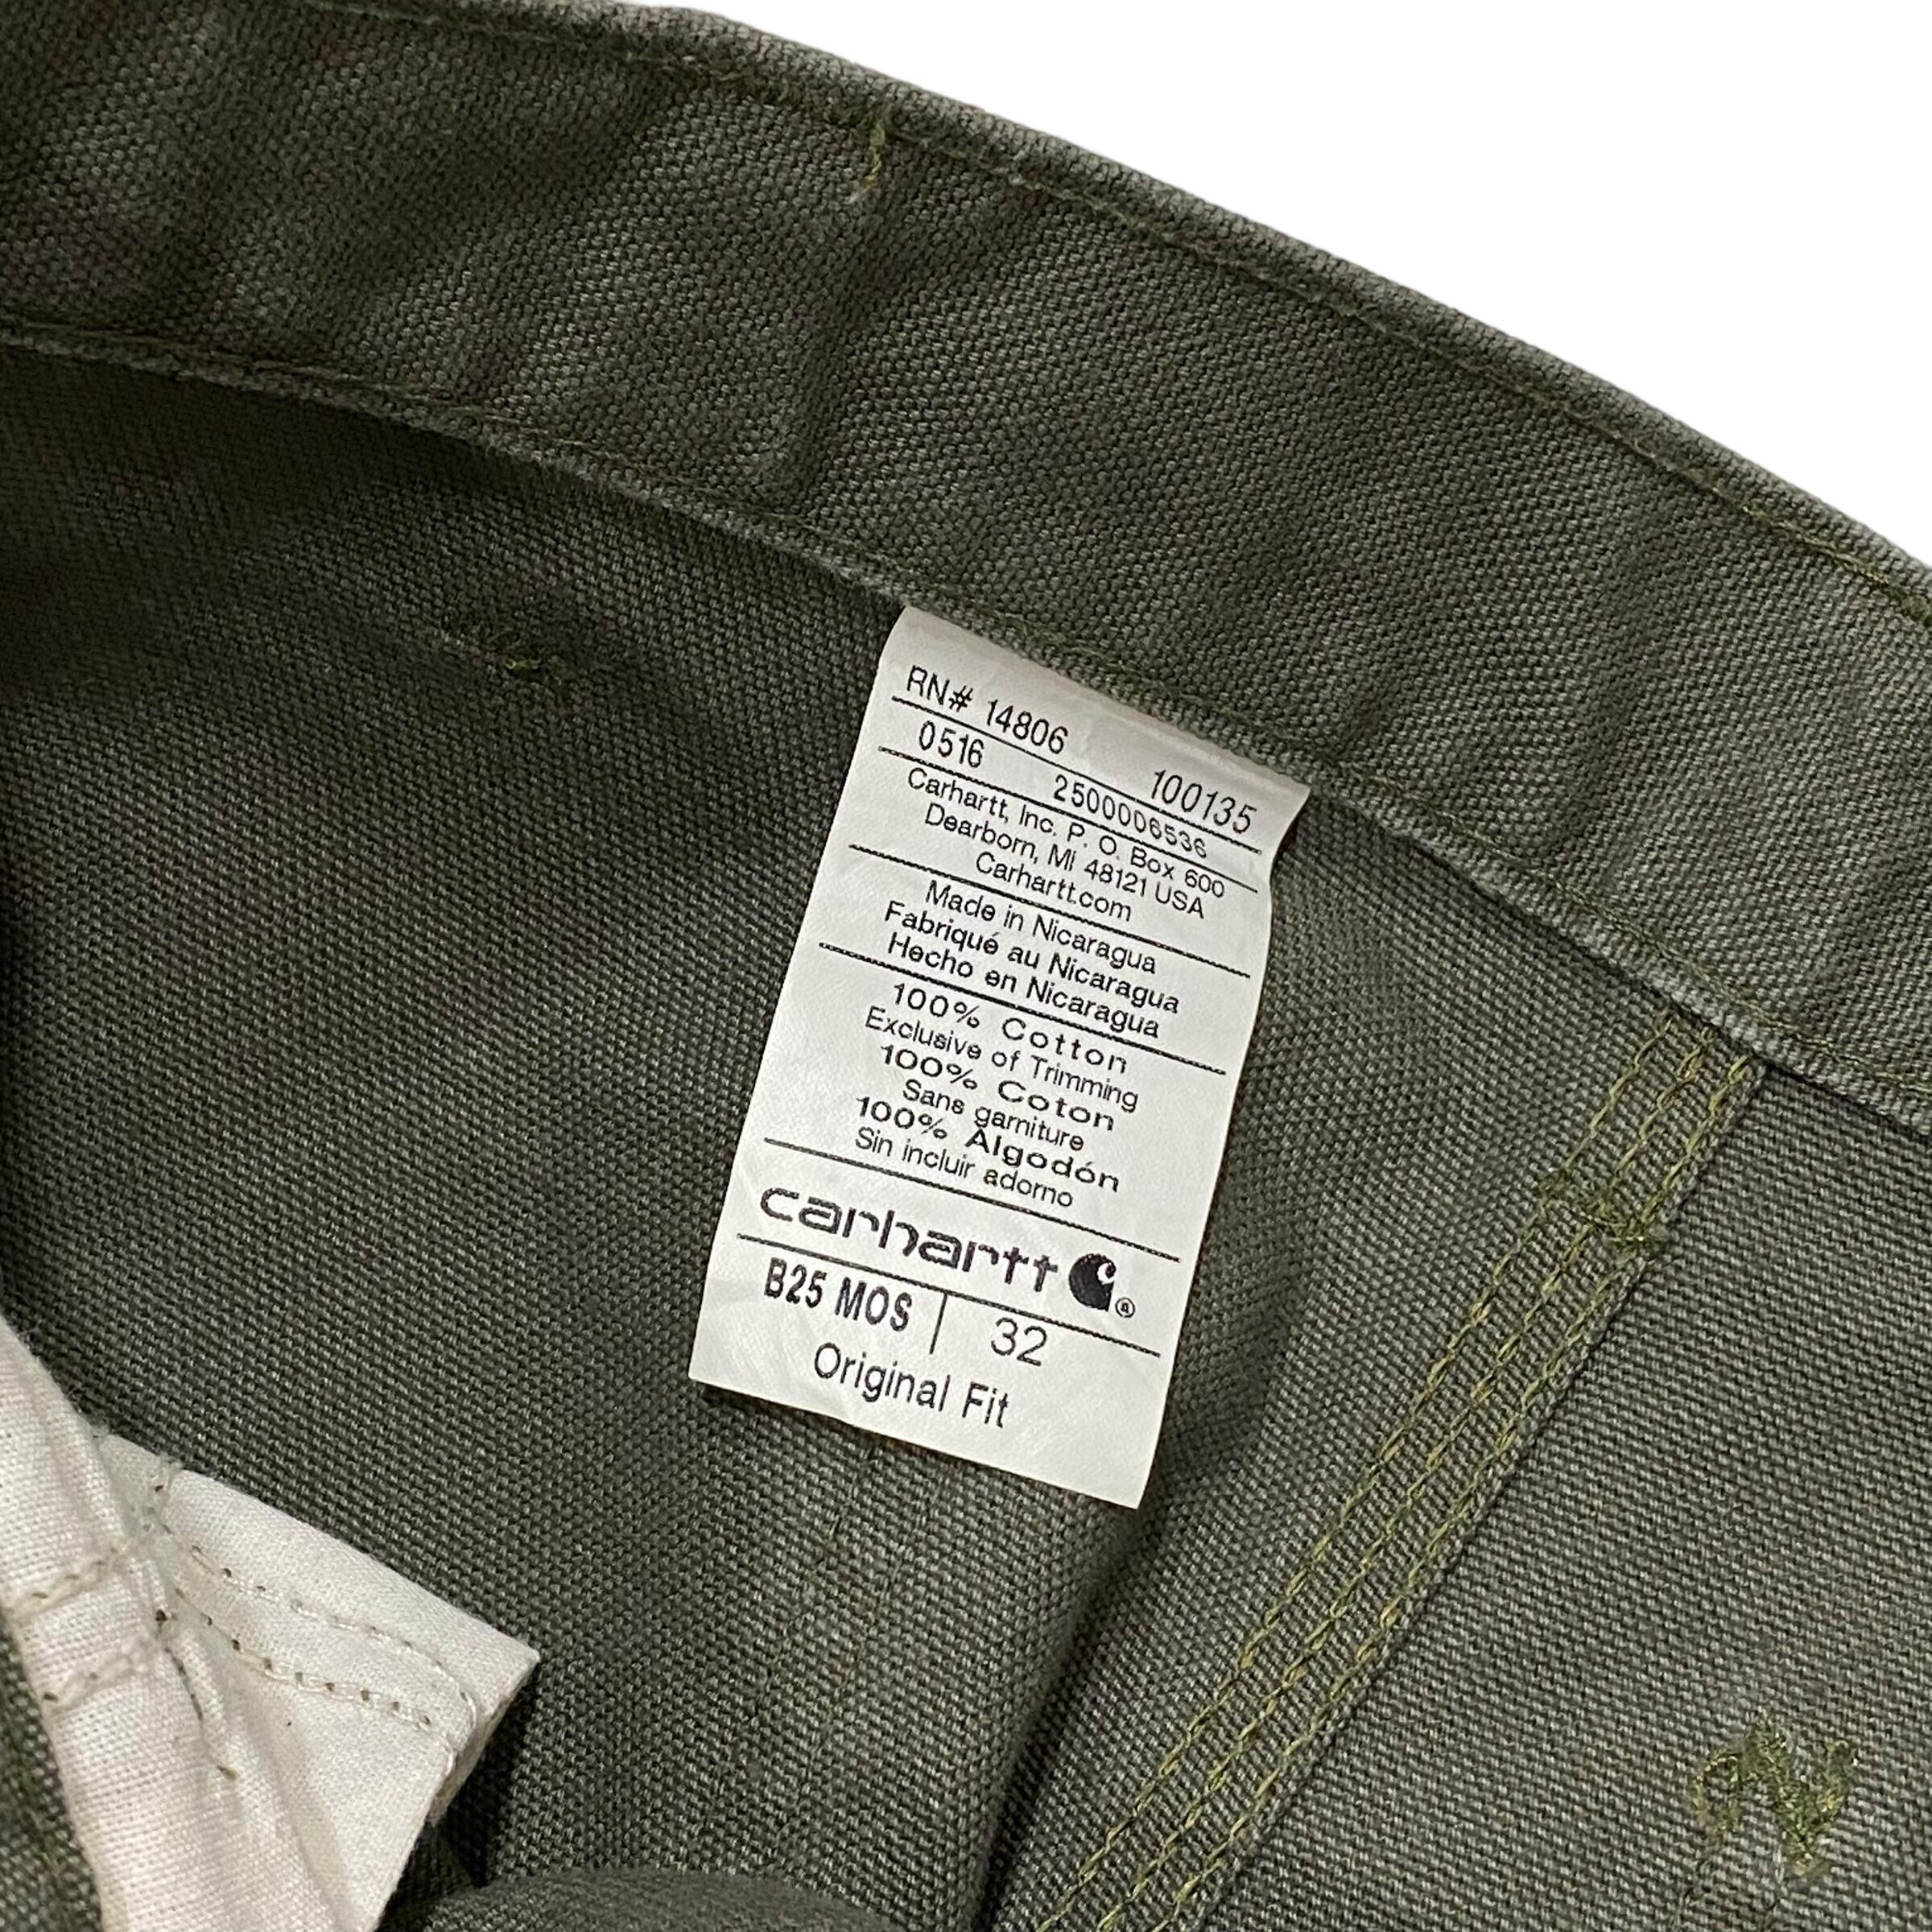 RN# 14806 100135
0516 2500006536
Carhartt, Inc. P. O. Box 600
Dearborn, MI 48121 USA
Carhartt.com
Made in Nicaragua
Fabriqué au Nicaragua
Hecho en Nicaragua
100% Cotton
Exclusive of Trimming
100% Coton
Sans garniture
100% Algodón
Sin incluir adorno
carhartt ®
B25 MOS | 32
Original Fit